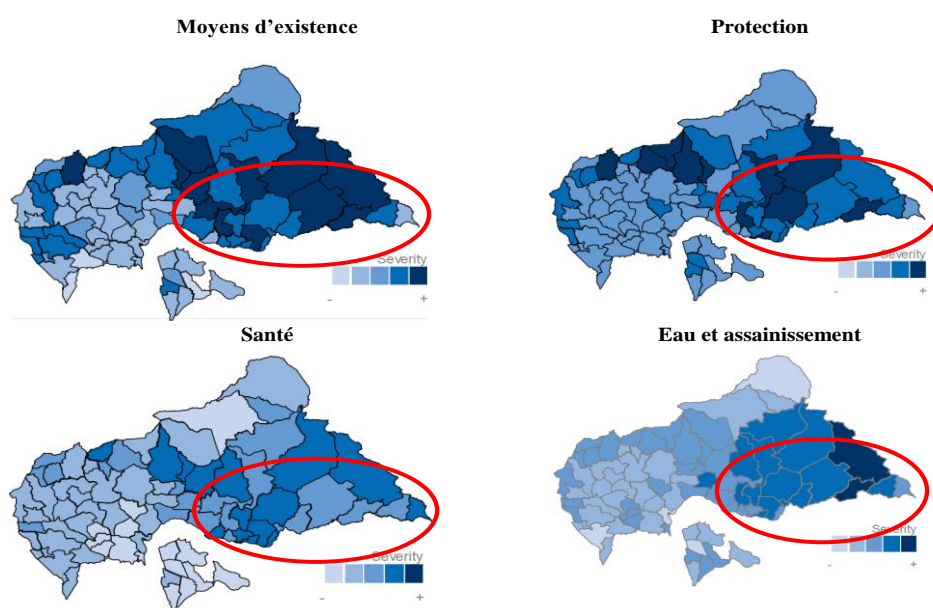 Moyens d'existence
Protection
Severity
- +
Severity
- +
Santé
Eau et assainissement
Severity
- +
Severity
- +